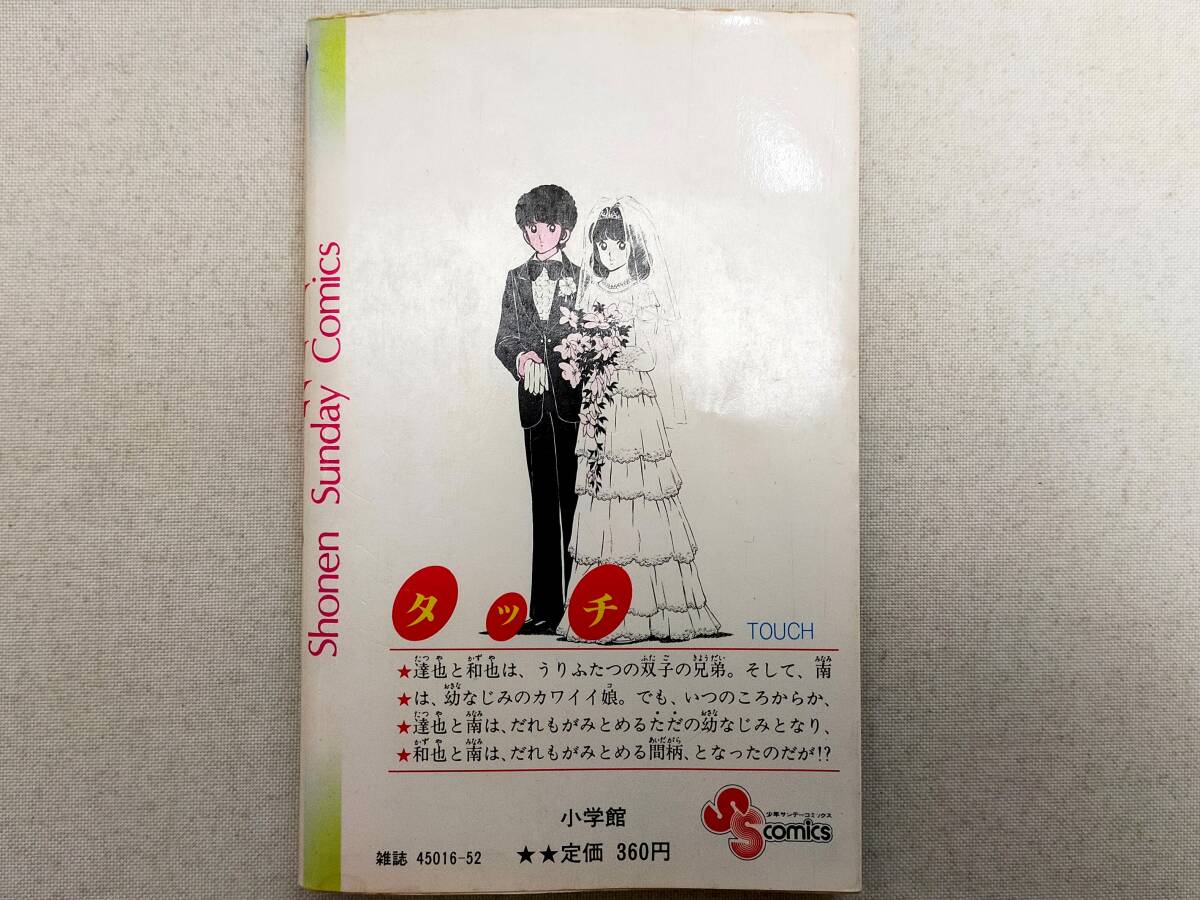 Shonen Sunday Comics
タッチ
TOUCH
★達也と和也は、うりふたつの双子の兄弟。そして、南
★は、幼なじみのカワイイ娘。でも、いつのころからか、
★達也と南は、だれもがみとめるただの幼なじみとなり、
★和也と南は、だれもがみとめる間柄、となったのだが!?
小学館
少年サンデーコミックス
SS comics
雑誌 45016-52 ★★定価 360円